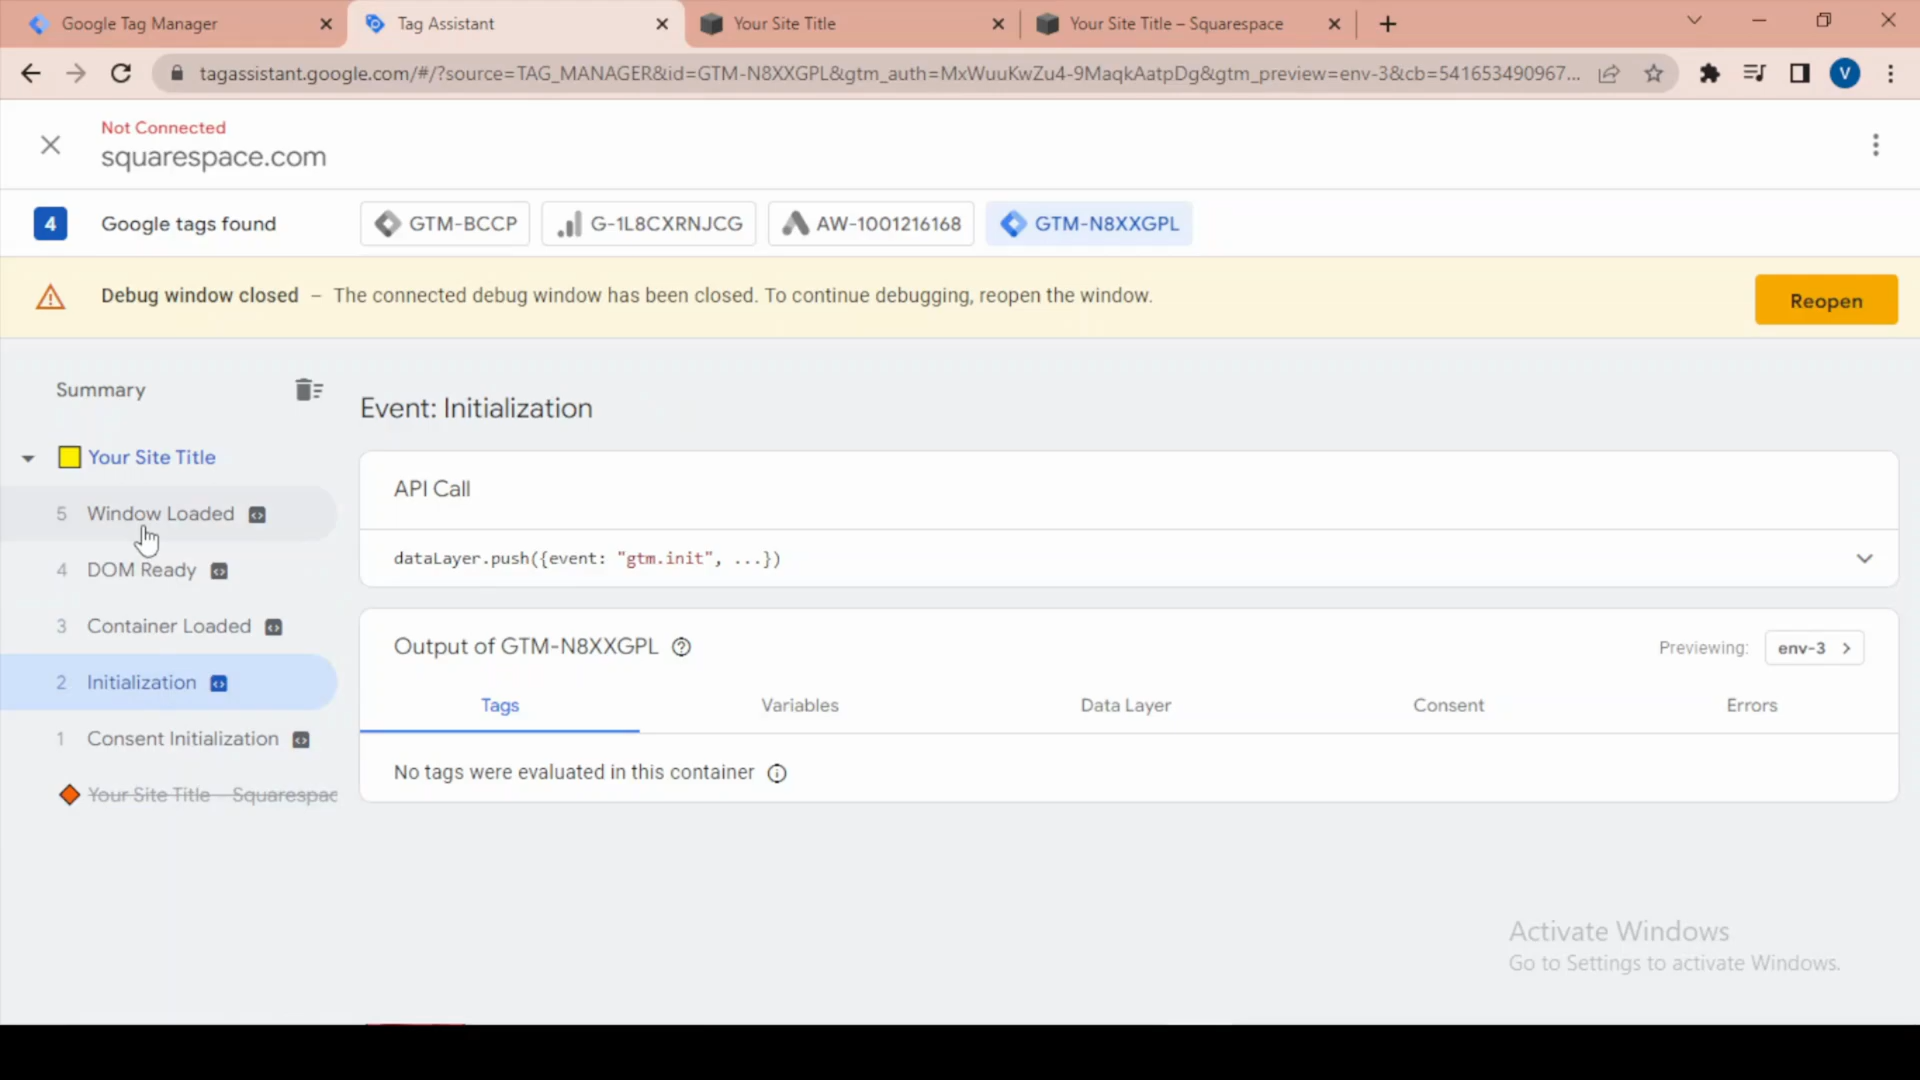 Google Tag Manager
Tag Assistant
Your Site Title
Your Site Title – Squarespace
tagassistant.google.com/#/?source=TAG_MANAGER&id=GTM-N8XXGPL&gtm_auth=MxWuuKwZu4-9MaqkAatpDg&gtm_preview=env-3&cb=541653490967...
V
Not Connected
squarespace.com
4 Google tags found
GTM-BCCP
G-1L8CXRNJCG
AW-1001216168
GTM-N8XXGPL
Debug window closed – The connected debug window has been closed. To continue debugging, reopen the window.
Reopen
Summary
Your Site Title
5 Window Loaded
4 DOM Ready
3 Container Loaded
2 Initialization
1 Consent Initialization
Your Site Title – Squarespac
Event: Initialization
API Call
dataLayer.push({event: "gtm.init", ...})
Output of GTM-N8XXGPL
Previewing: env-3
Tags
Variables
Data Layer
Consent
Errors
No tags were evaluated in this container
Activate Windows
Go to Settings to activate Windows.